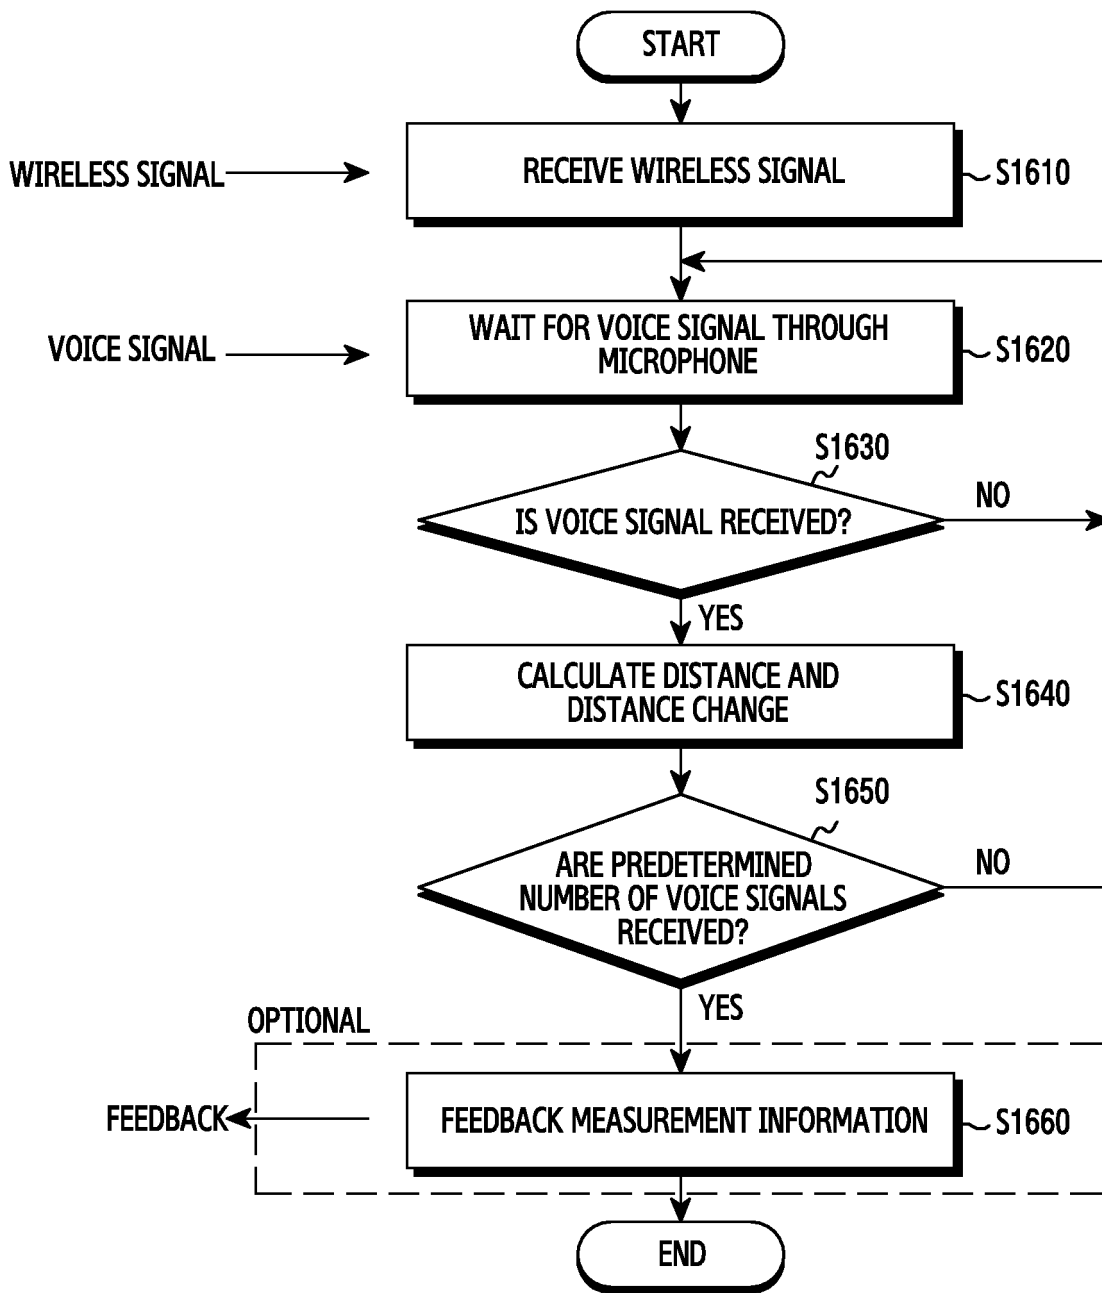 START
WIRELESS SIGNAL
RECEIVE WIRELESS SIGNAL
S1610
VOICE SIGNAL
WAIT FOR VOICE SIGNAL THROUGH
MICROPHONE
S1620
S1630
IS VOICE SIGNAL RECEIVED?
NO
YES
CALCULATE DISTANCE AND
DISTANCE CHANGE
S1640
S1650
ARE PREDETERMINED
NUMBER OF VOICE SIGNALS
RECEIVED?
NO
YES
OPTIONAL
FEEDBACK
FEEDBACK MEASUREMENT INFORMATION
S1660
END